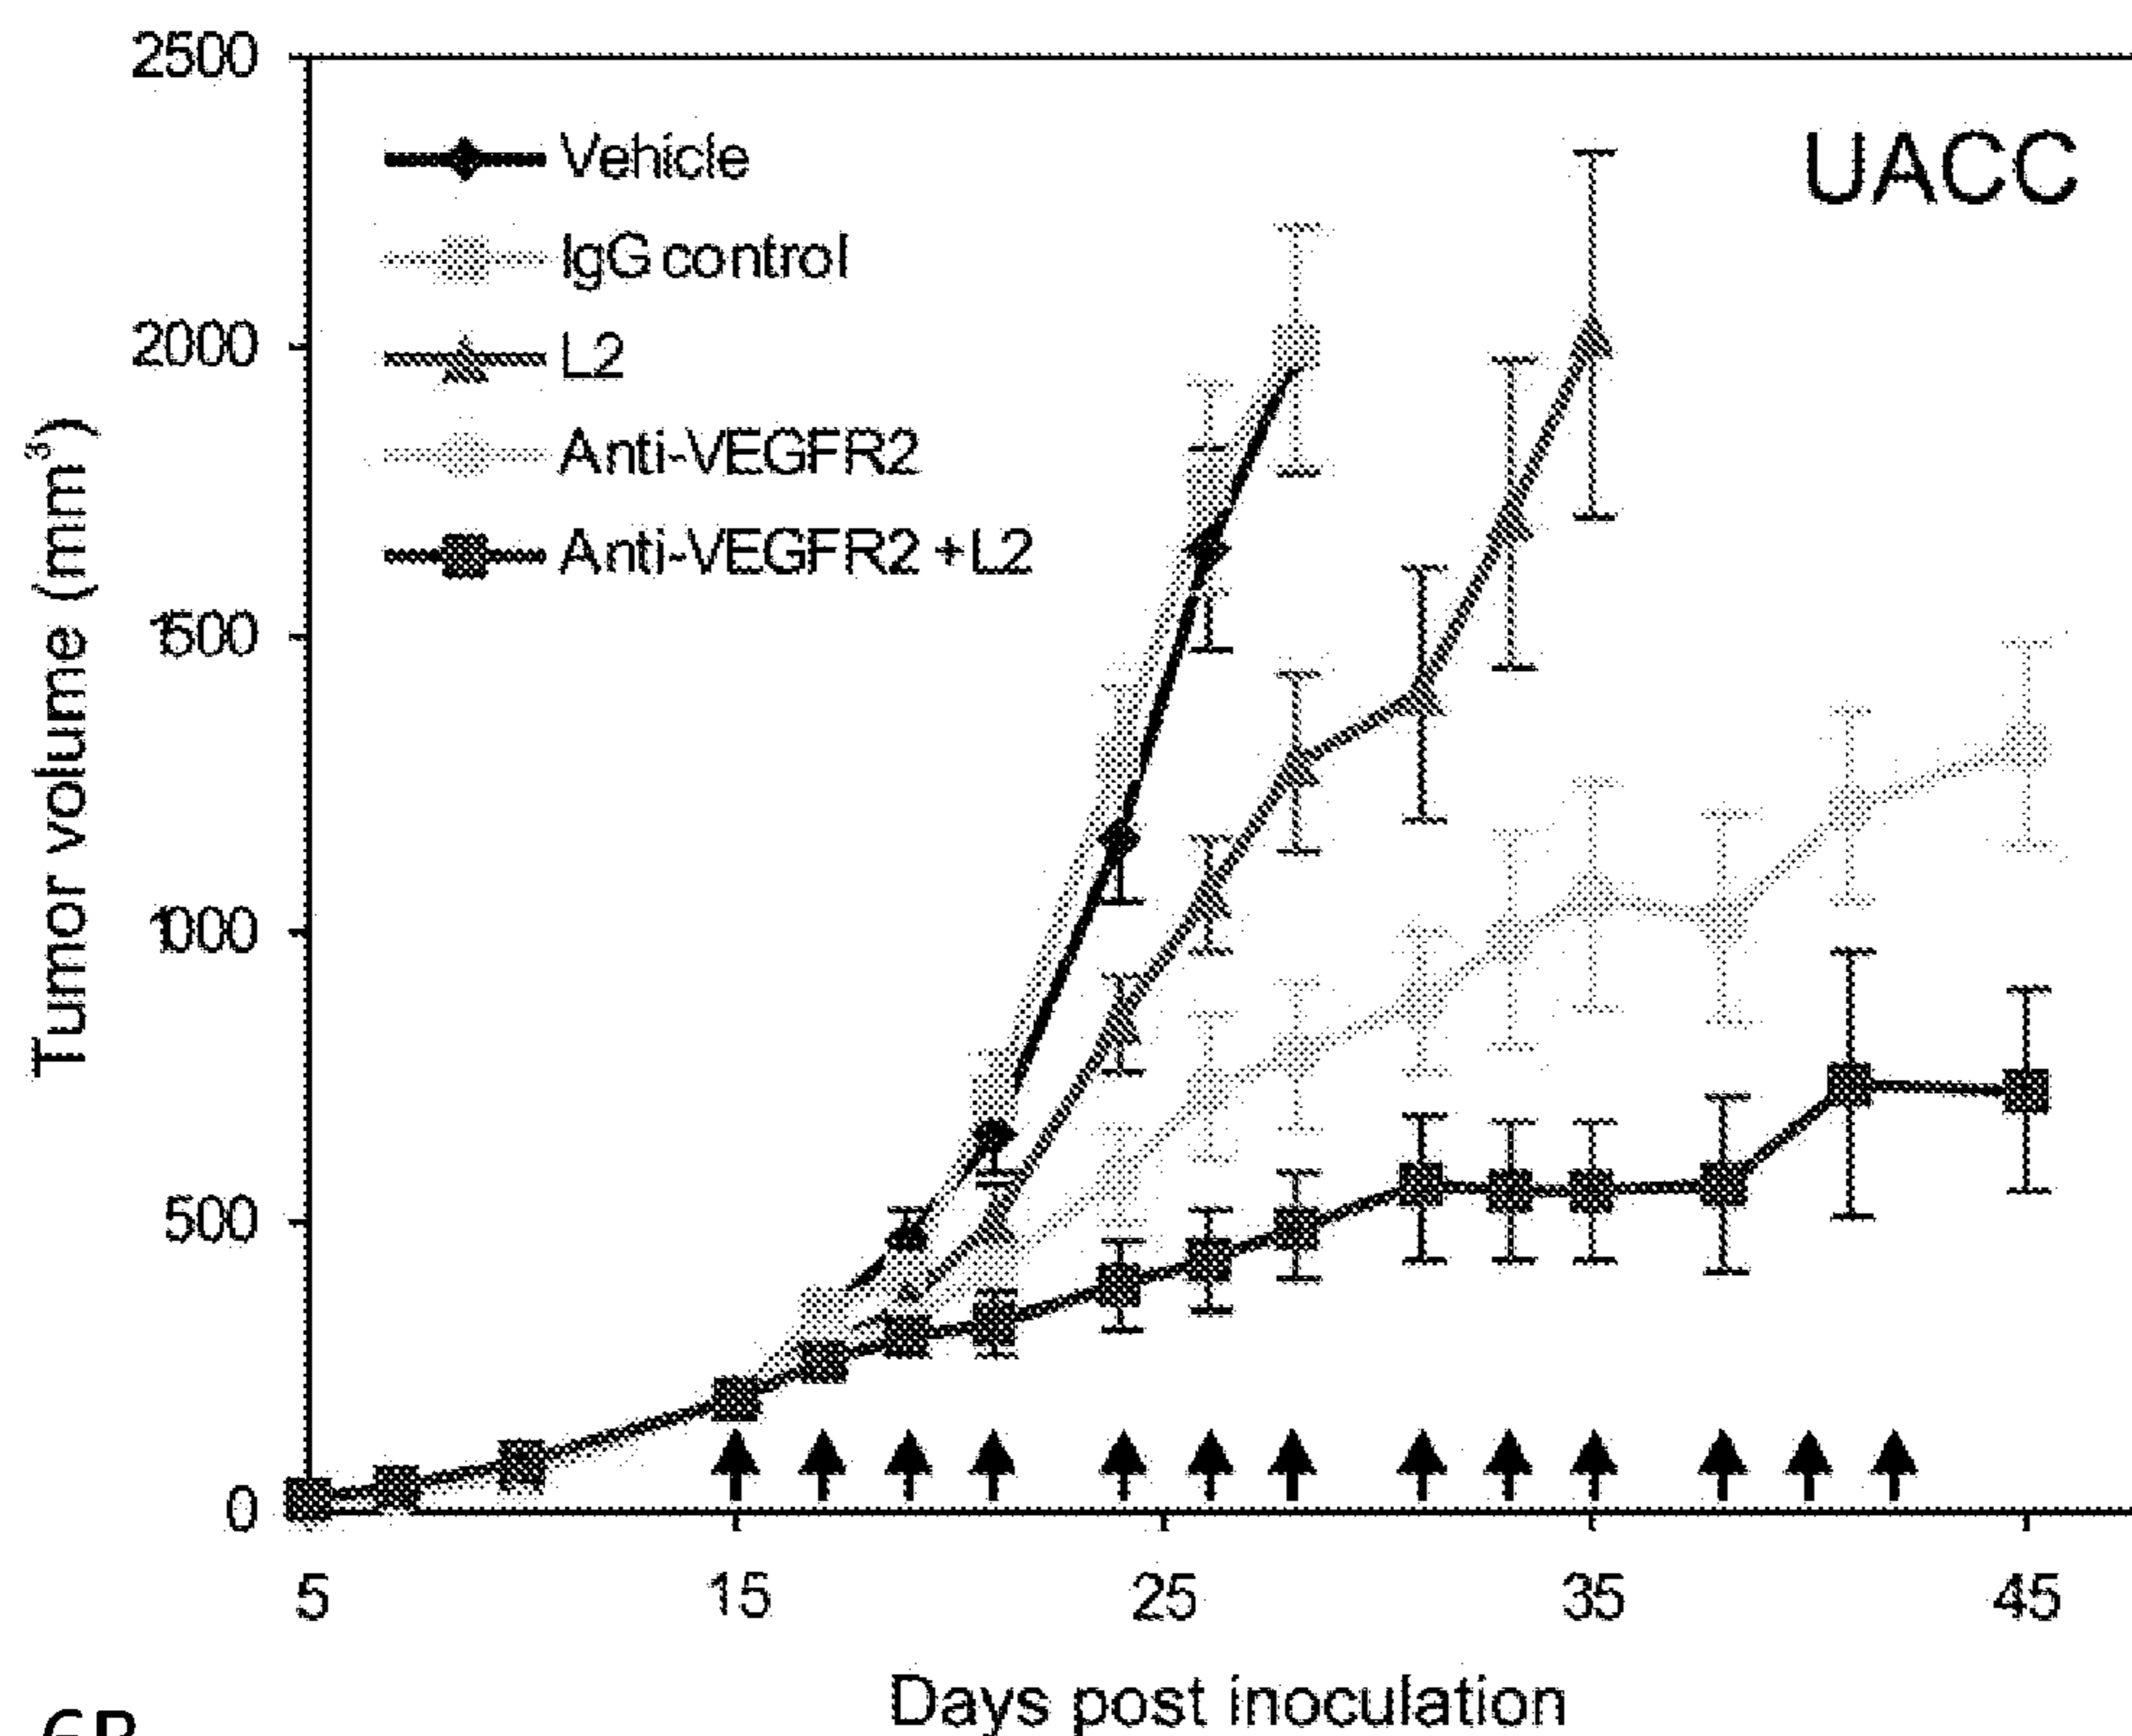 2500
2000
1500
1000
500
0
Tumor volume (mm³)
UACC
Vehicle
IgG control
L2
Anti-VEGFR2
Anti-VEGFR2 +L2
5 15 25 35 45
Days post inoculation
6B